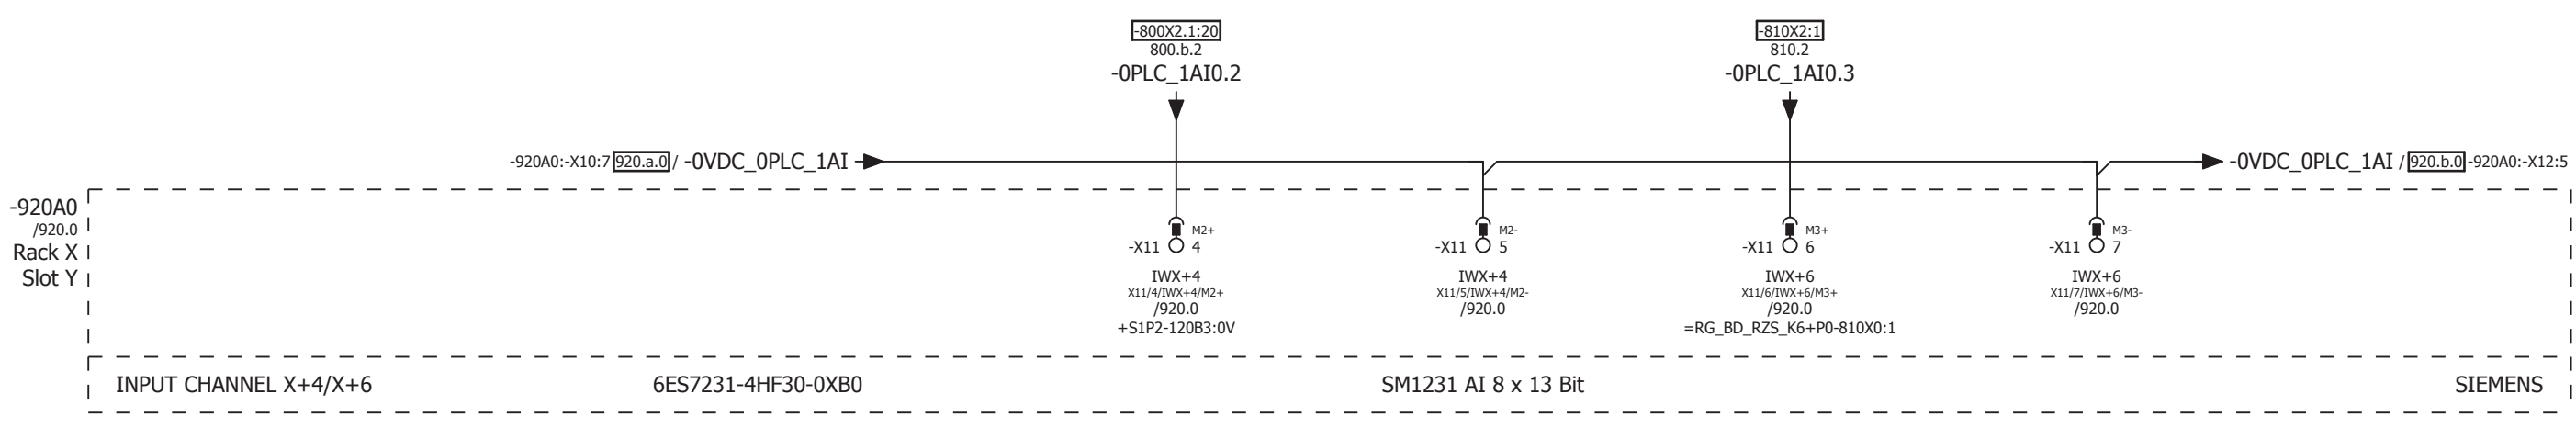 -800X2.1:20
800.b.2
-0PLC_1AI0.2
-810X2:1
810.2
-0PLC_1AI0.3
-920A0:-X10:7 920.a.0 / -0VDC_0PLC_1AI
-0VDC_0PLC_1AI / 920.b.0 -920A0:-X12:5
-920A0
/920.0
Rack X
Slot Y
M2+
-X11 4
IWX+4
X11/4/IWX+4/M2+
/920.0
+S1P2-120B3:0V
M2-
-X11 5
IWX+4
X11/5/IWX+4/M2-
/920.0
M3+
-X11 6
IWX+6
X11/6/IWX+6/M3+
/920.0
=RG_BD_RZS_K6+P0-810X0:1
M3-
-X11 7
IWX+6
X11/7/IWX+6/M3-
/920.0
INPUT CHANNEL X+4/X+6
6ES7231-4HF30-0XB0
SM1231 AI 8 x 13 Bit
SIEMENS